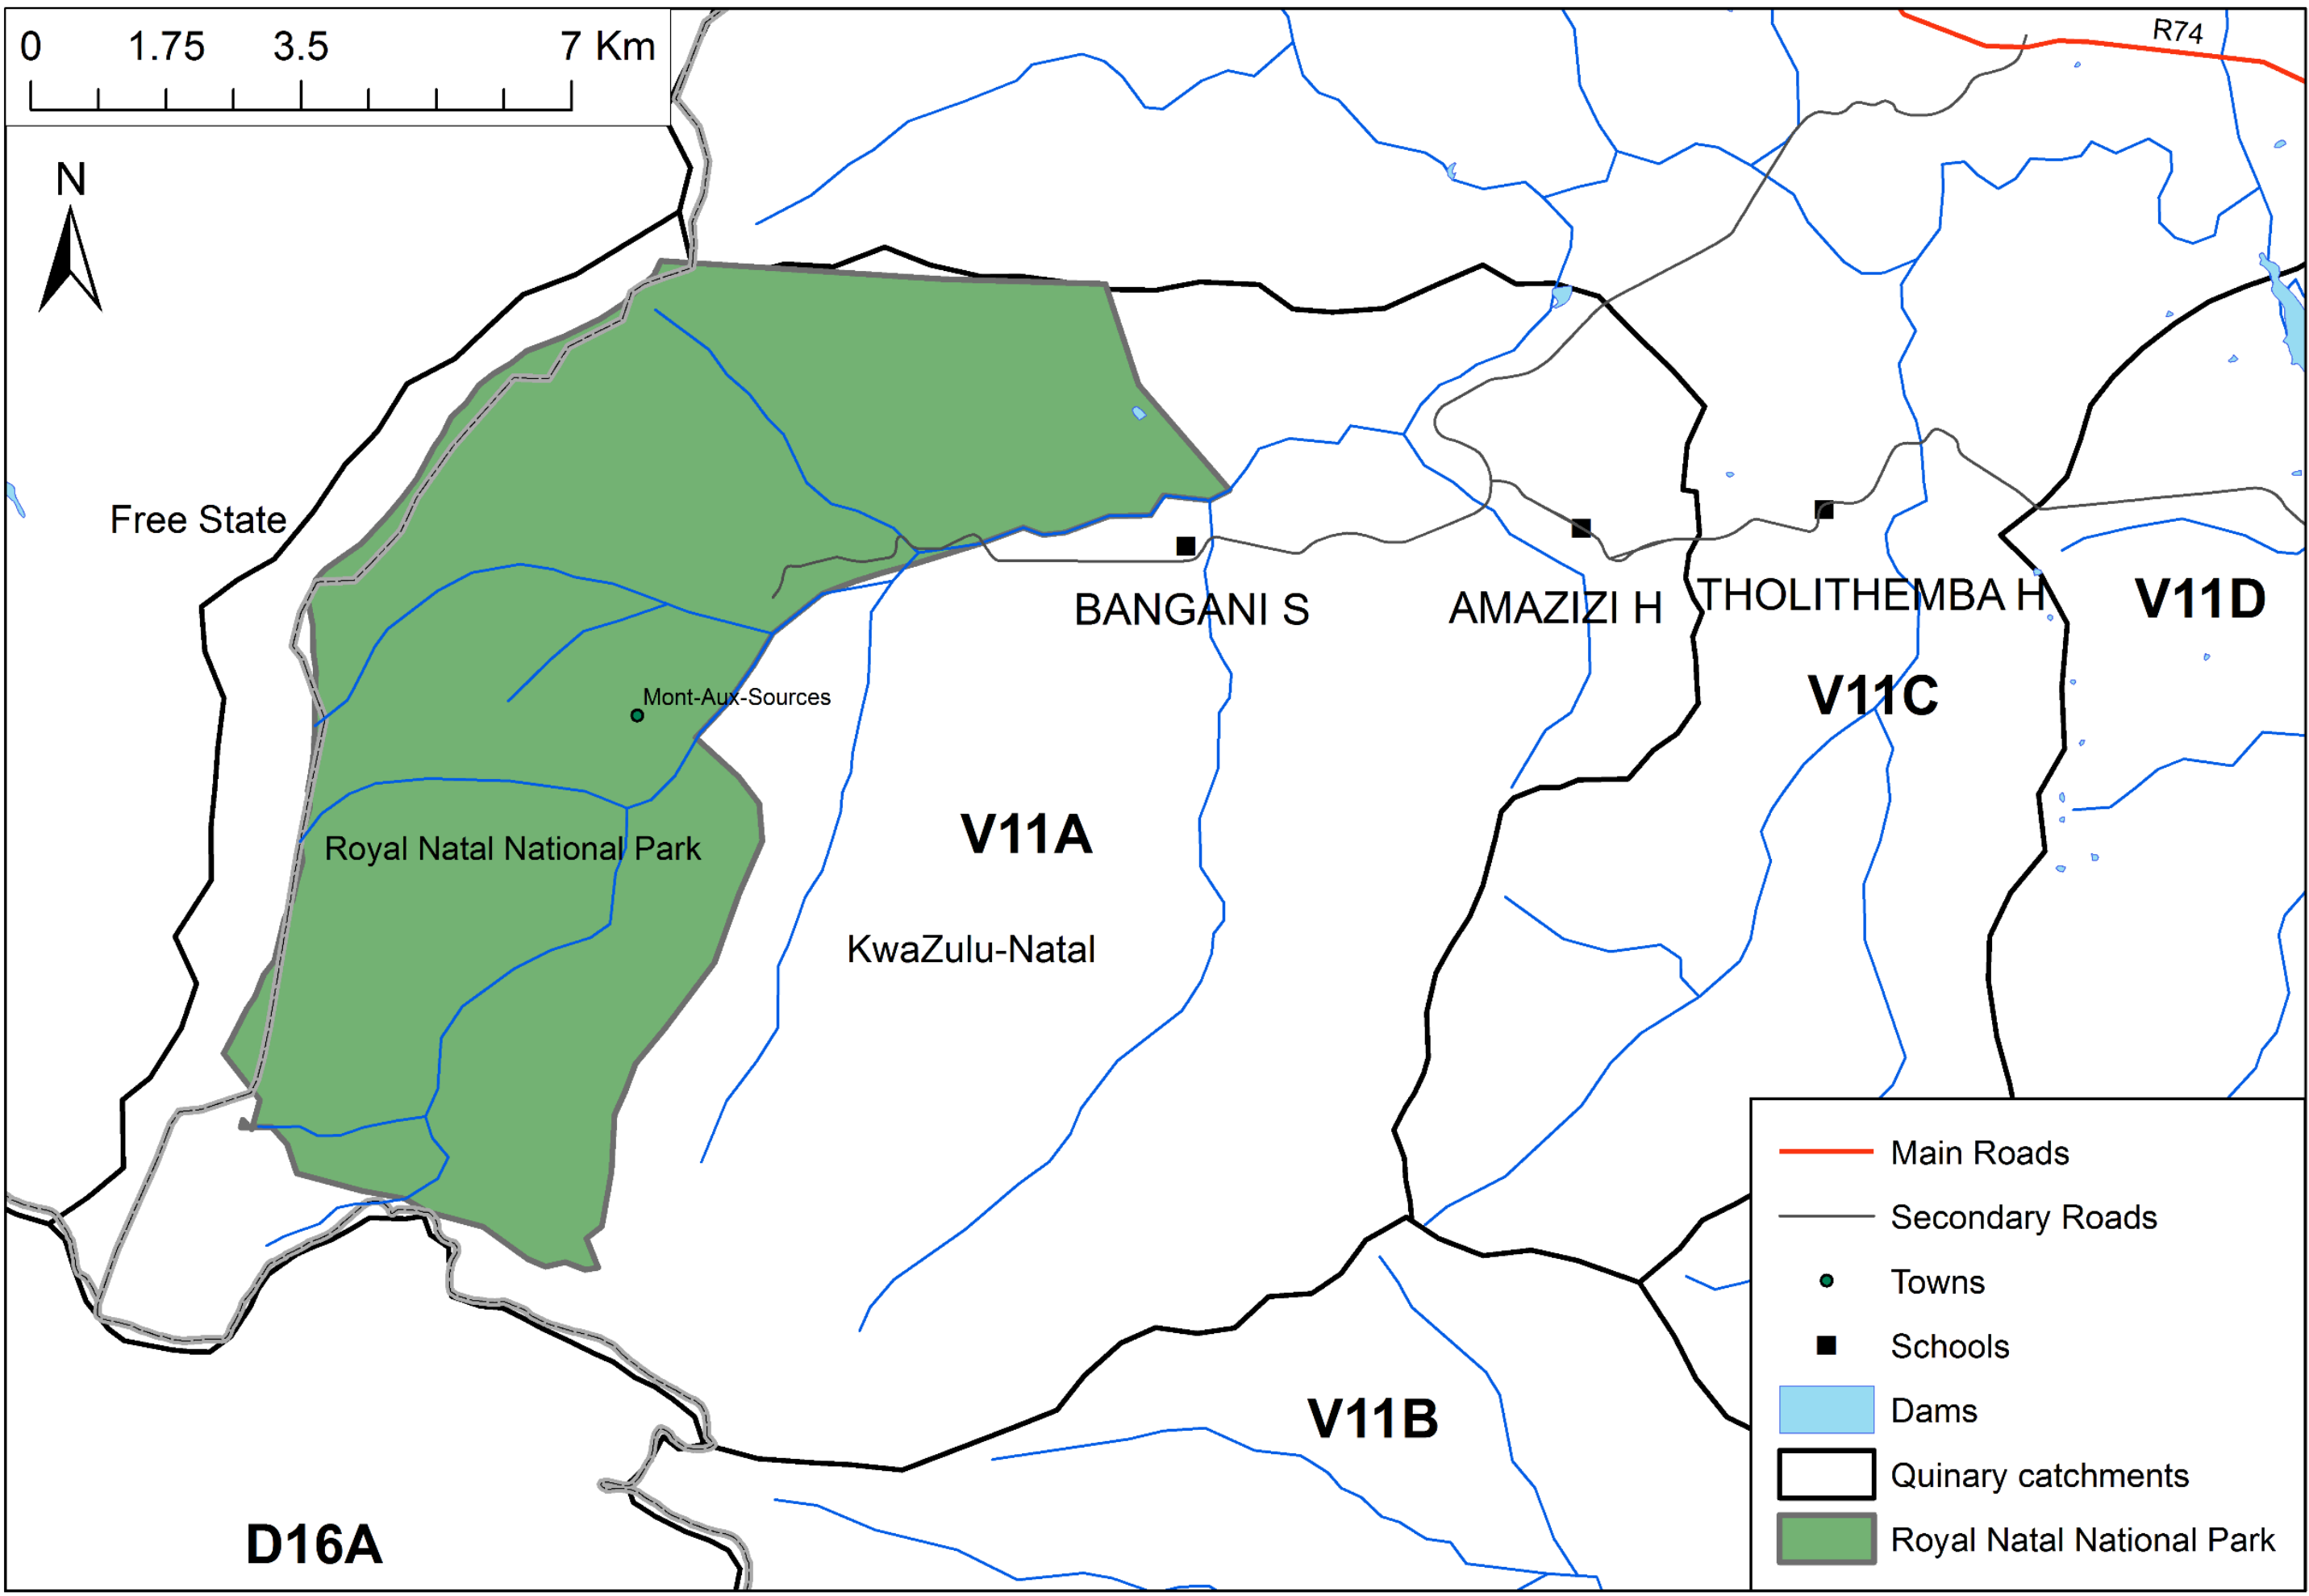 0 1.75 3.5 7 Km
R74
N
Free State
BANGANI S
AMAZIZI H
THOLITHEMBA H
V11D
Mont-Aux-Sources
V11C
V11A
Royal Natal National Park
KwaZulu-Natal
V11B
D16A
Main Roads
Secondary Roads
Towns
Schools
Dams
Quinary catchments
Royal Natal National Park